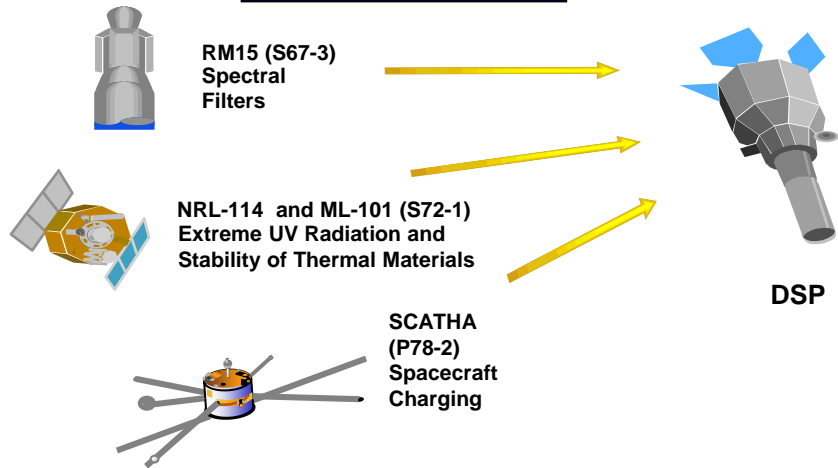 RM15 (S67-3)
Spectral
Filters
NRL-114 and ML-101 (S72-1)
Extreme UV Radiation and
Stability of Thermal Materials
SCATHA
(P78-2)
Spacecraft
Charging
DSP